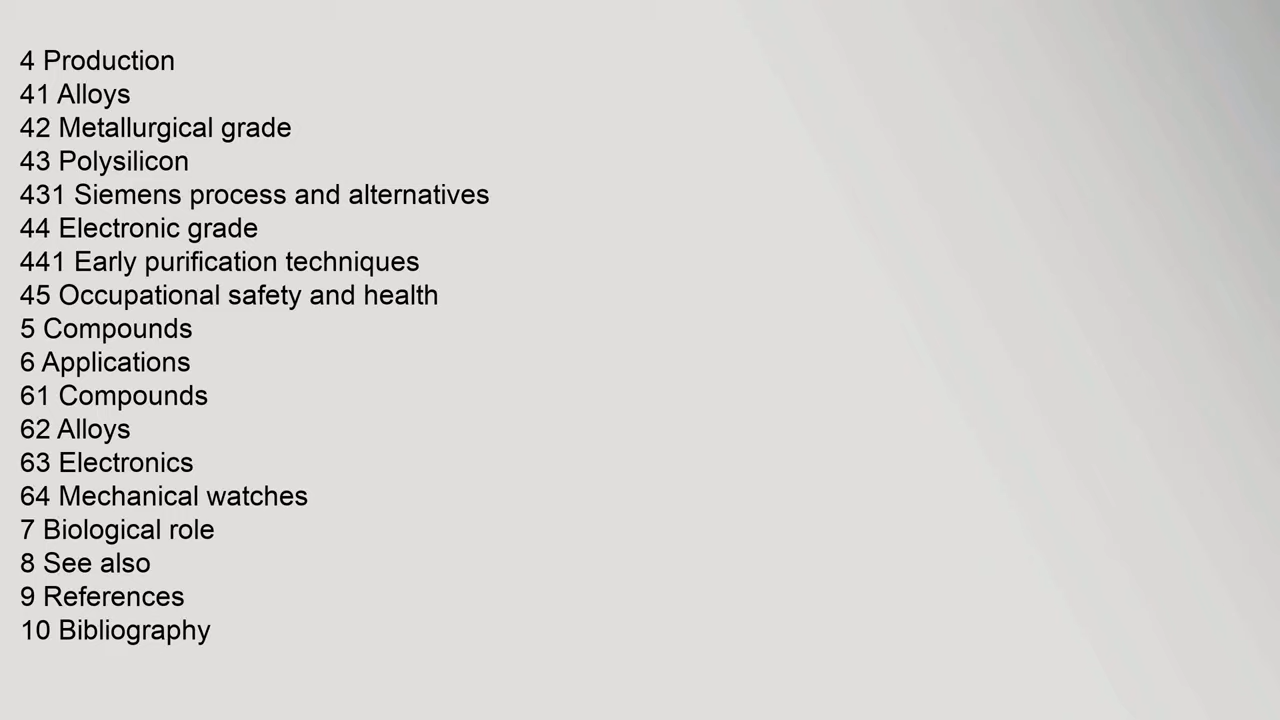 4 Production
41 Alloys
42 Metallurgical grade
43 Polysilicon
431 Siemens process and alternatives
44 Electronic grade
441 Early purification techniques
45 Occupational safety and health
5 Compounds
6 Applications
61 Compounds
62 Alloys
63 Electronics
64 Mechanical watches
7 Biological role
8 See also
9 References
10 Bibliography